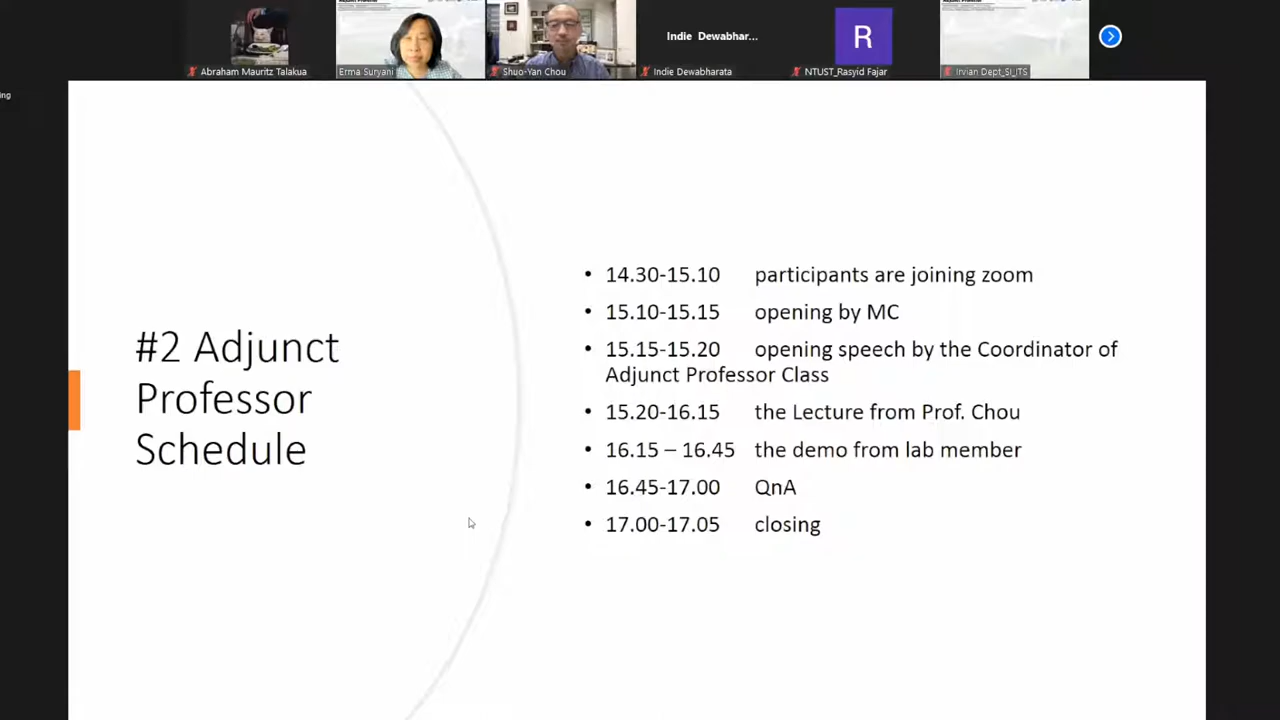 Indie Dewabhar...
R
Abraham Mauritz Talakua
Erma Suryani
Shuo-Yan Chou
Indie Dewabharata
NTUST_Rasyid Fajar
Irvian Dept_SI_ITS
ing
#2 Adjunct
Professor
Schedule
• 14.30-15.10 participants are joining zoom
• 15.10-15.15 opening by MC
• 15.15-15.20 opening speech by the Coordinator of
Adjunct Professor Class
• 15.20-16.15 the Lecture from Prof. Chou
• 16.15 – 16.45 the demo from lab member
• 16.45-17.00 QnA
• 17.00-17.05 closing